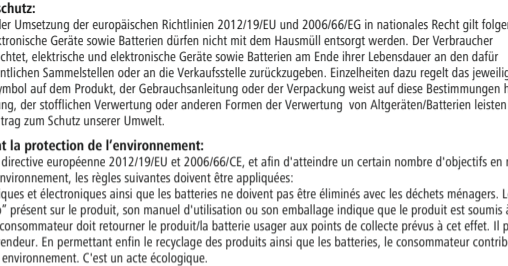 schutz:
der Umsetzung der europäischen Richtlinien 2012/19/EU und 2006/66/EG in nationales Recht gilt folgen
ktronische Geräte sowie Batterien dürfen nicht mit dem Hausmüll entsorgt werden. Der Verbraucher
ichtet, elektrische und elektronische Geräte sowie Batterien am Ende ihrer Lebensdauer an den dafür
ntlichen Sammelstellen oder an die Verkaufsstelle zurückzugeben. Einzelheiten dazu regelt das jeweilig
ymbol auf dem Produkt, der Gebrauchsanleitung oder der Verpackung weist auf diese Bestimmungen h
ung, der stofflichen Verwertung oder anderen Formen der Verwertung von Altgeräten/Batterien leisten
trag zum Schutz unserer Umwelt.
nt la protection de l'environnement:
directive européenne 2012/19/EU et 2006/66/CE, et afin d'atteindre un certain nombre d'objectifs en m
nvironnement, les règles suivantes doivent être appliquées:
iques et électroniques ainsi que les batteries ne doivent pas être éliminés avec les déchets ménagers. L
o" présent sur le produit, son manuel d'utilisation ou son emballage indique que le produit est soumis à
consommateur doit retourner le produit/la batterie usager aux points de collecte prévus à cet effet. Il p
endeur. En permettant enfin le recyclage des produits ainsi que les batteries, le consommateur contrib
environnement. C'est un acte écologique.